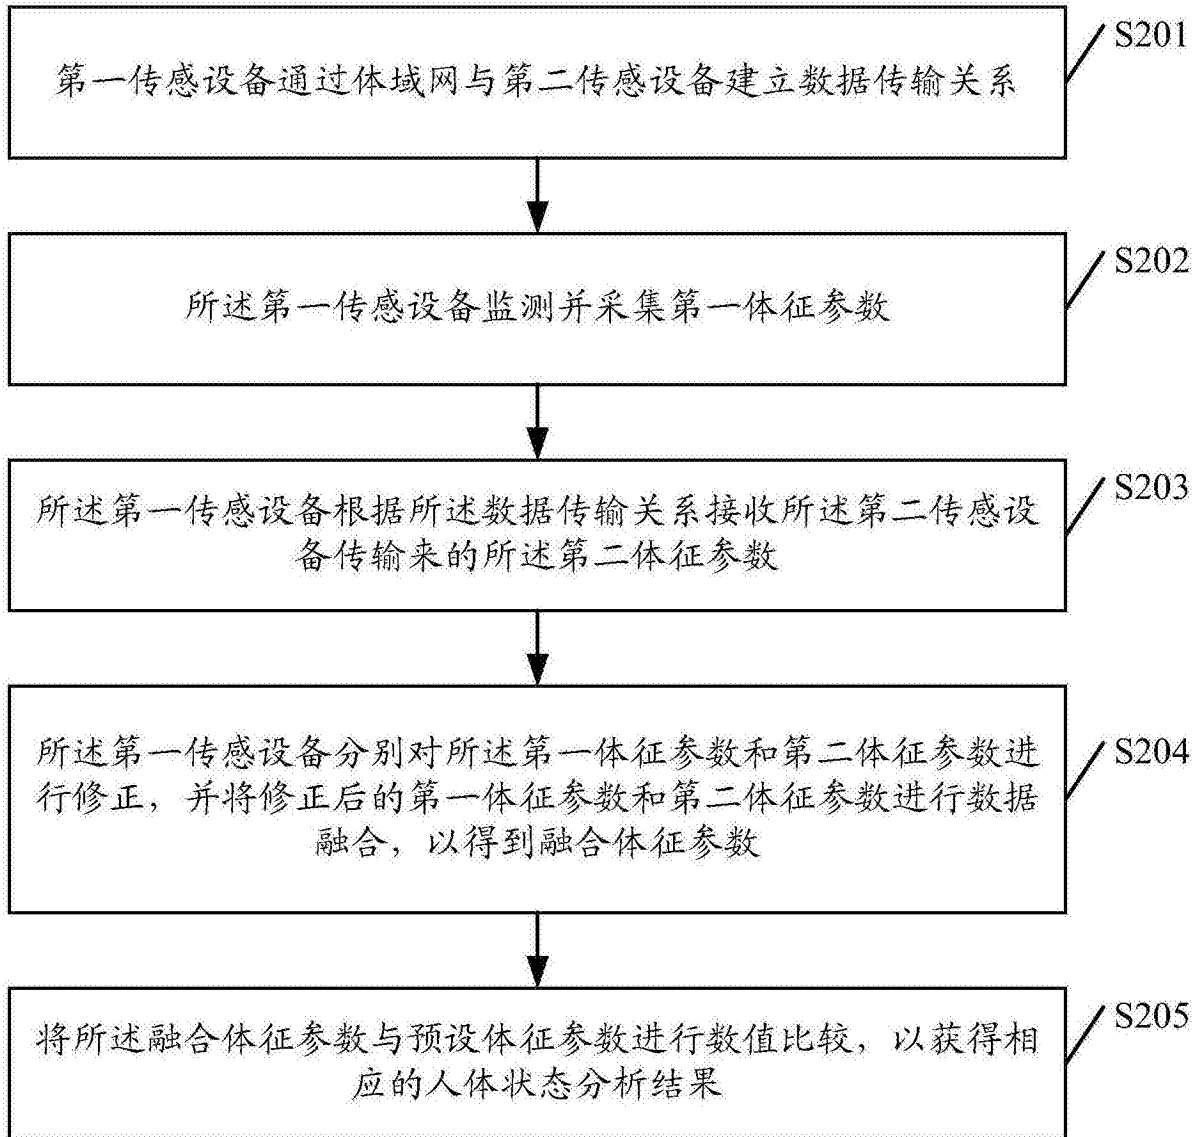 第一传感设备通过体域网与第二传感设备建立数据传输关系
S201
所述第一传感设备监测并采集第一体征参数
S202
所述第一传感设备根据所述数据传输关系接收所述第二传感设
备传输来的所述第二体征参数
S203
所述第一传感设备分别对所述第一体征参数和第二体征参数进
行修正，并将修正后的第一体征参数和第二体征参数进行数据
融合，以得到融合体征参数
S204
将所述融合体征参数与预设体征参数进行数值比较，以获得相
应的人体状态分析结果
S205